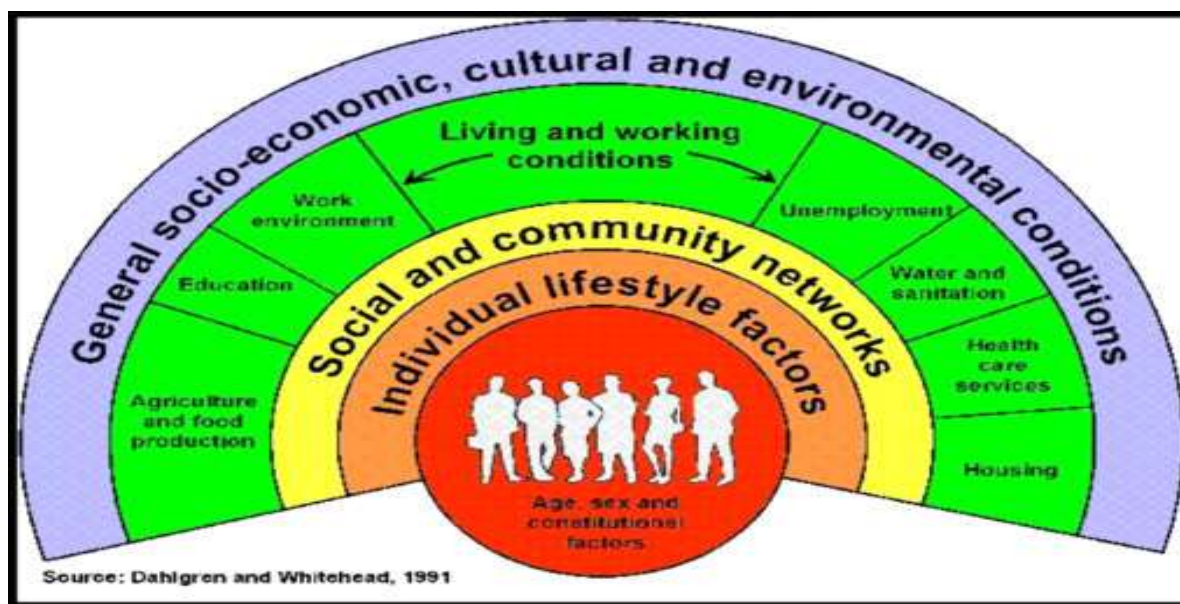 General socio-economic, cultural and environmental conditions
Living and working
conditions
Work
environment
Education
Agriculture
and food
production
Unemployment
Water and
sanitation
Health
care
services
Housing
Social and community networks
Individual lifestyle factors
Age, sex and
constitutional
factors
Source: Dahlgren and Whitehead, 1991